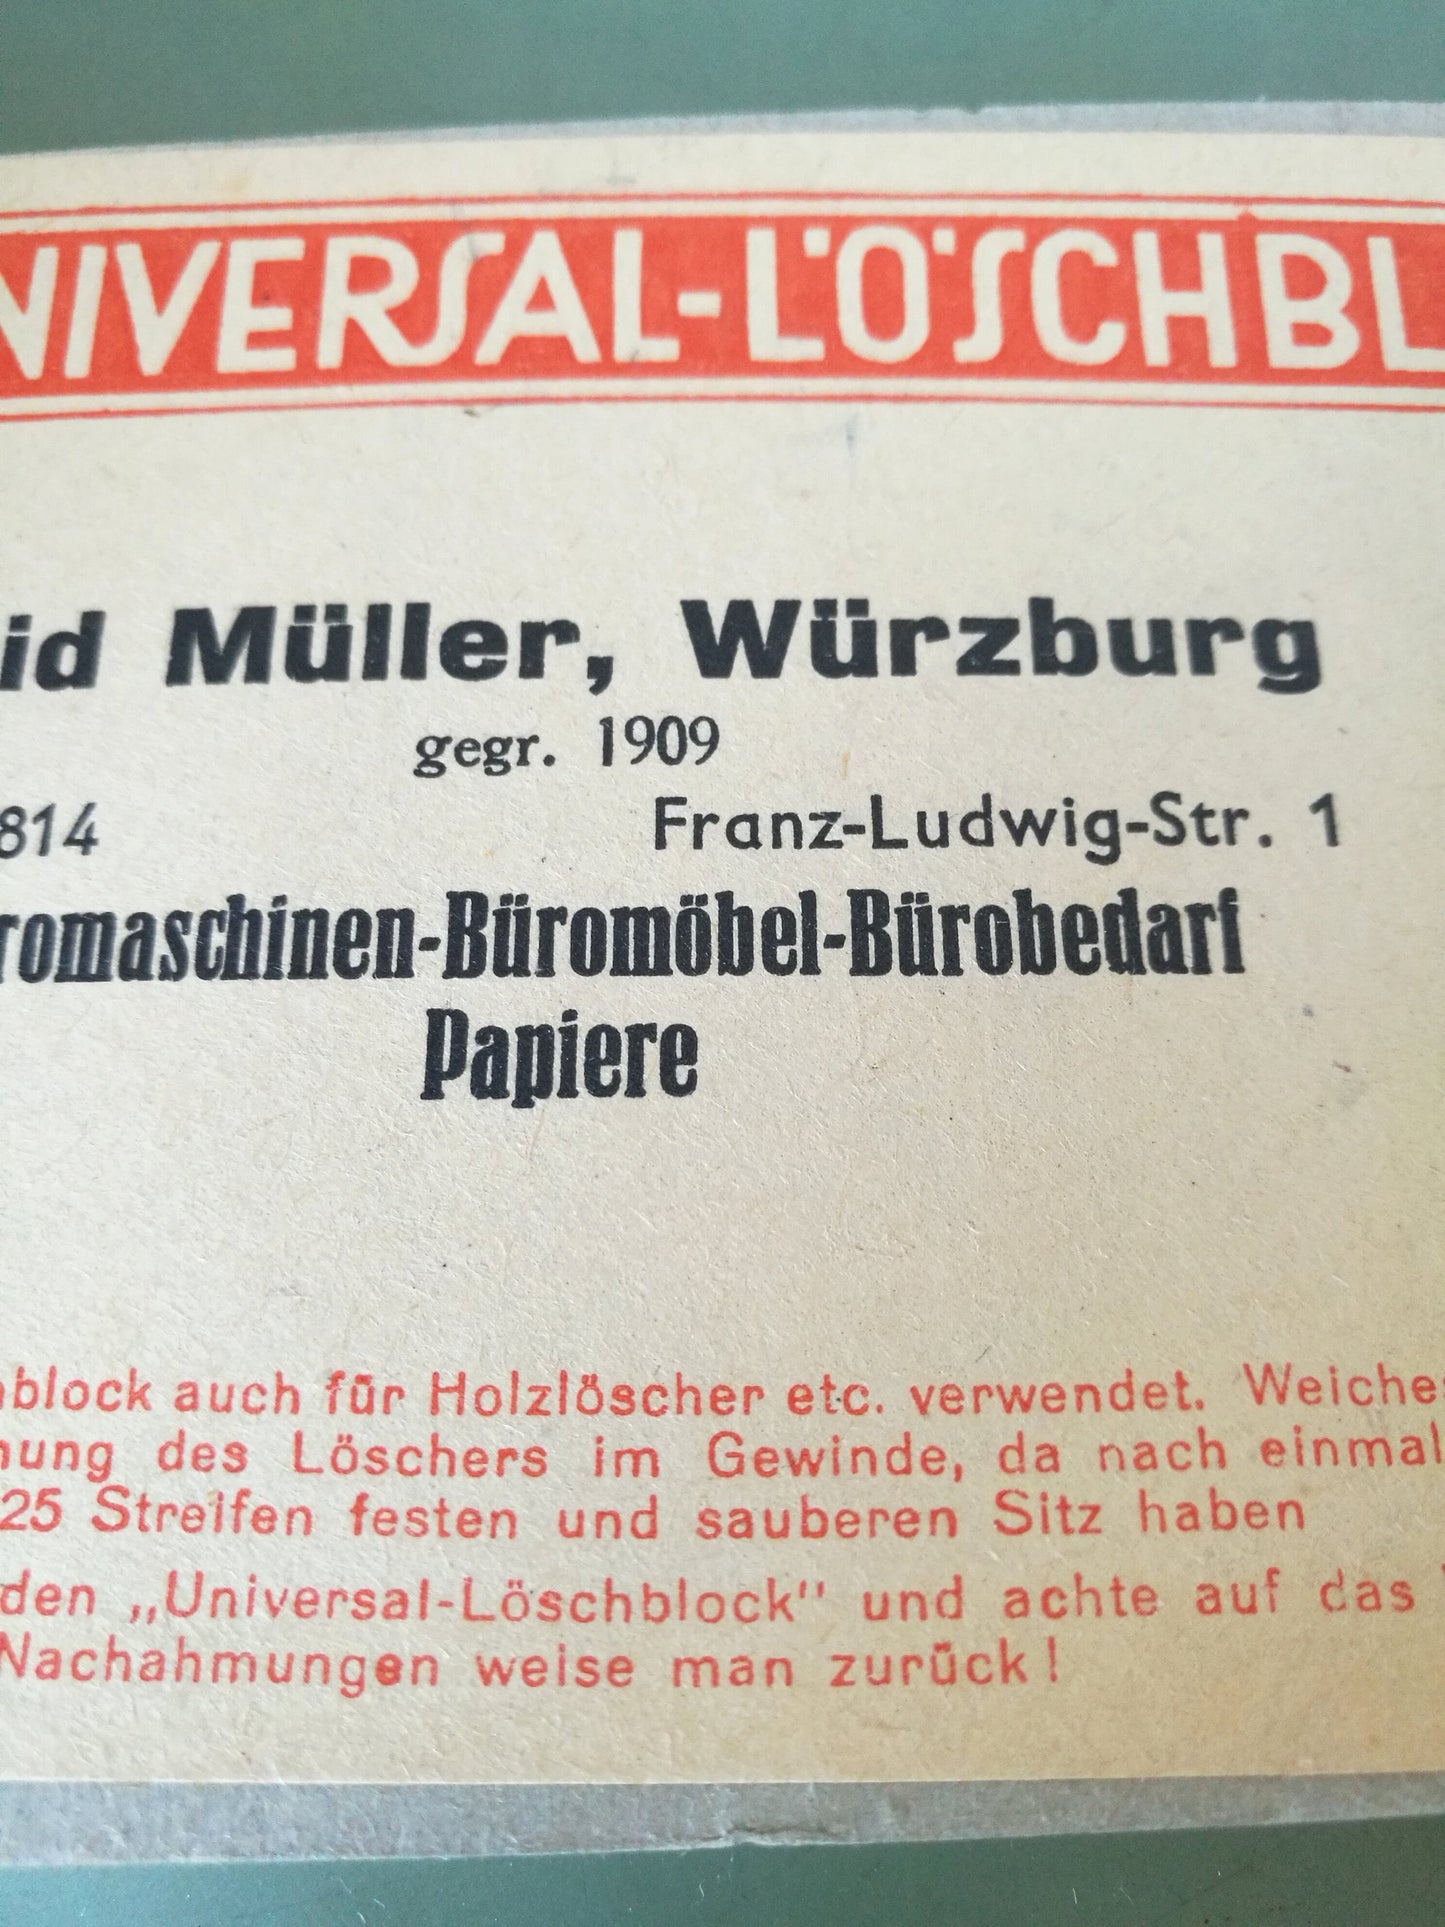 NIVERSAL-LÖSCHBL
id Müller, Würzburg
gegr. 1909
814 Franz-Ludwig-Str. 1
romaschinen-Büromöbel-Bürobedarf
Papiere
block auch für Holzlöscher etc. verwendet. Weiche
nung des Löschers im Gewinde, da nach einmal
25 Streifen festen und sauberen Sitz haben
den „Universal-Löschblock" und achte auf das
Nachahmungen weise man zurück!